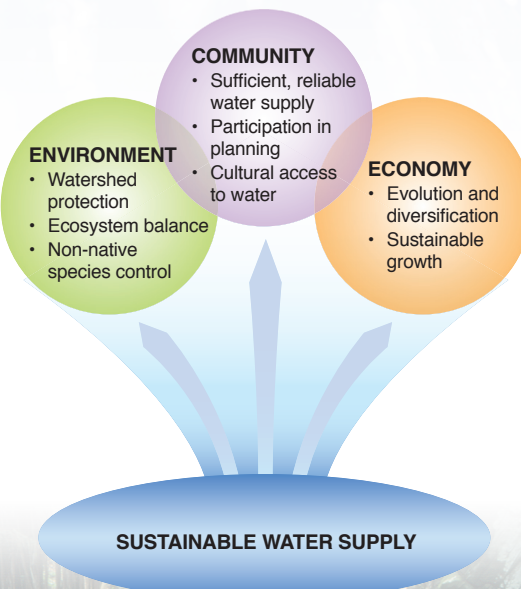 COMMUNITY
• Sufficient, reliable
water supply
• Participation in
planning
• Cultural access
to water
ENVIRONMENT
• Watershed
protection
• Ecosystem balance
• Non-native
species control
ECONOMY
• Evolution and
diversification
• Sustainable
growth
SUSTAINABLE WATER SUPPLY